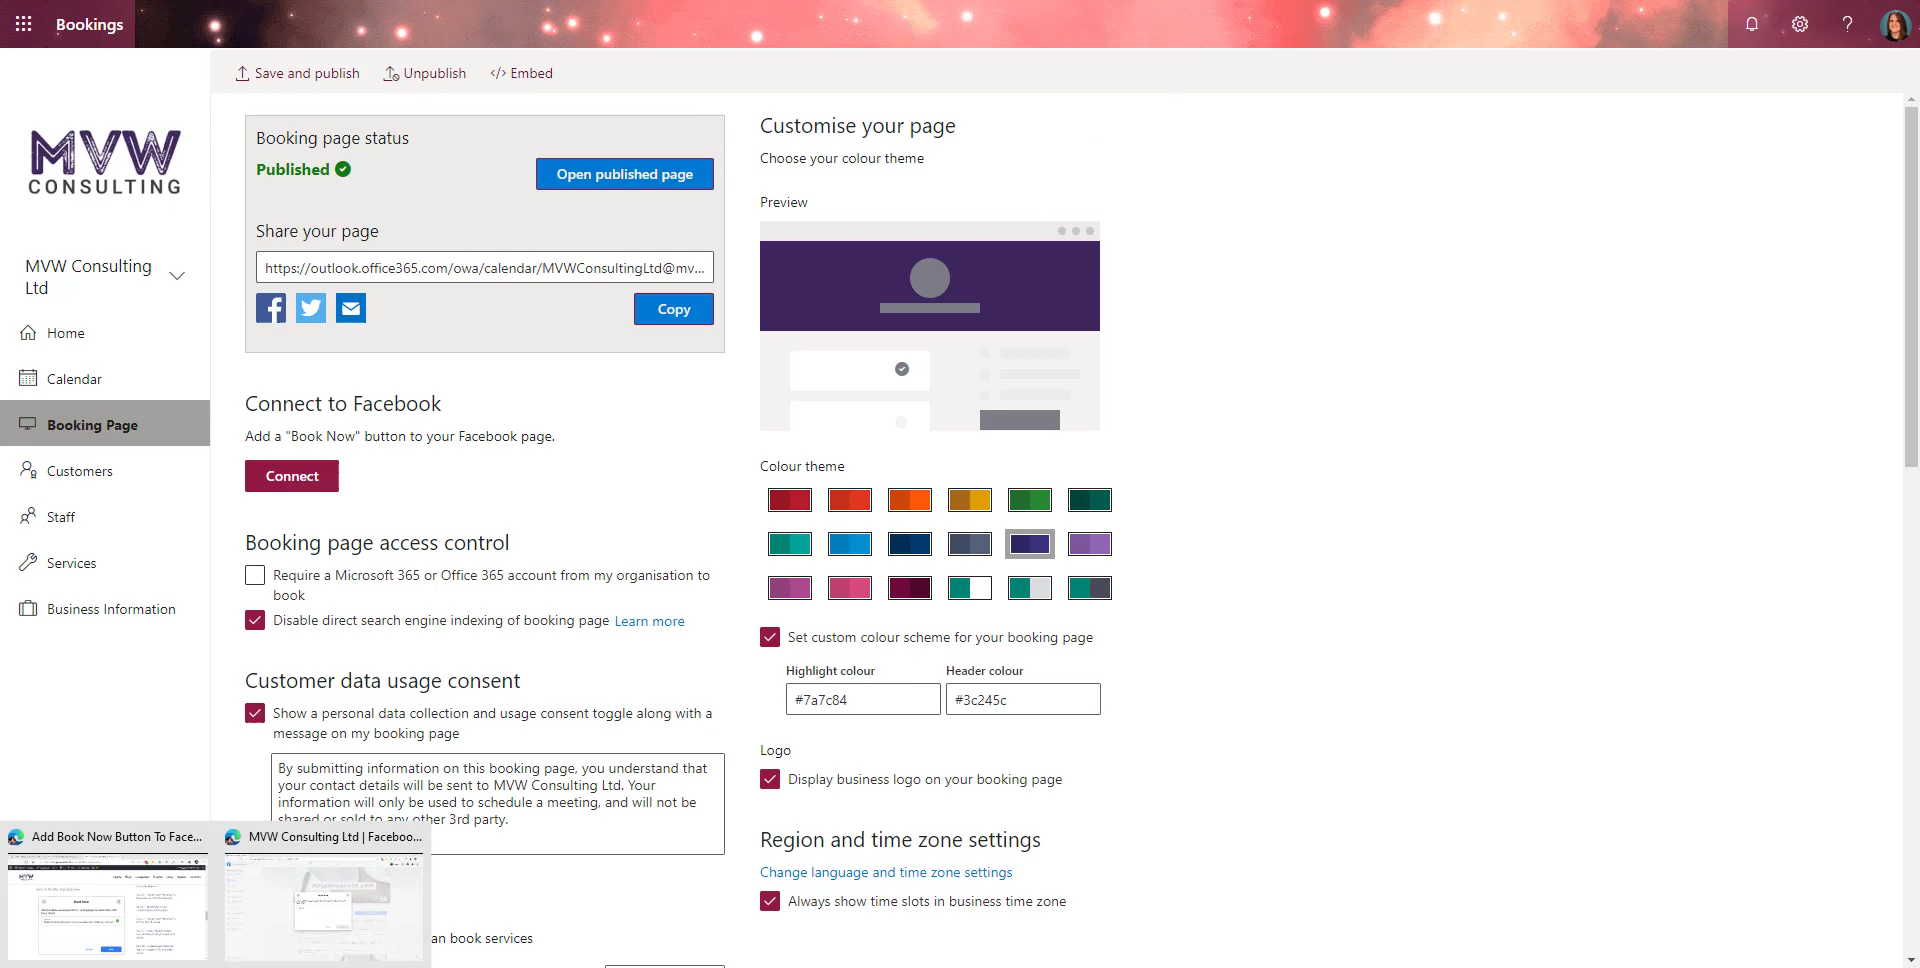 Bookings
Save and publish
Unpublish
</> Embed
MVW
CONSULTING
MVW Consulting
Ltd
Home
Calendar
Booking Page
Customers
Staff
Services
Business Information
Booking page status
Published
Open published page
Share your page
https://outlook.office365.com/owa/calendar/MVWConsultingLtd@mv...
Copy
Connect to Facebook
Add a "Book Now" button to your Facebook page.
Connect
Booking page access control
Require a Microsoft 365 or Office 365 account from my organisation to
book
Disable direct search engine indexing of booking page Learn more
Customer data usage consent
Show a personal data collection and usage consent toggle along with a
message on my booking page
By submitting information on this booking page, you understand that
your contact details will be sent to MVW Consulting Ltd. Your
information will only be used to schedule a meeting, and will not be
shared or sold to any other 3rd party.
an book services
Customise your page
Choose your colour theme
Preview
Colour theme
Set custom colour scheme for your booking page
Highlight colour
Header colour
#7a7c84
#3c245c
Logo
Display business logo on your booking page
Region and time zone settings
Change language and time zone settings
Always show time slots in business time zone
Add Book Now Button To Face...
MVW Consulting Ltd | Faceboo...